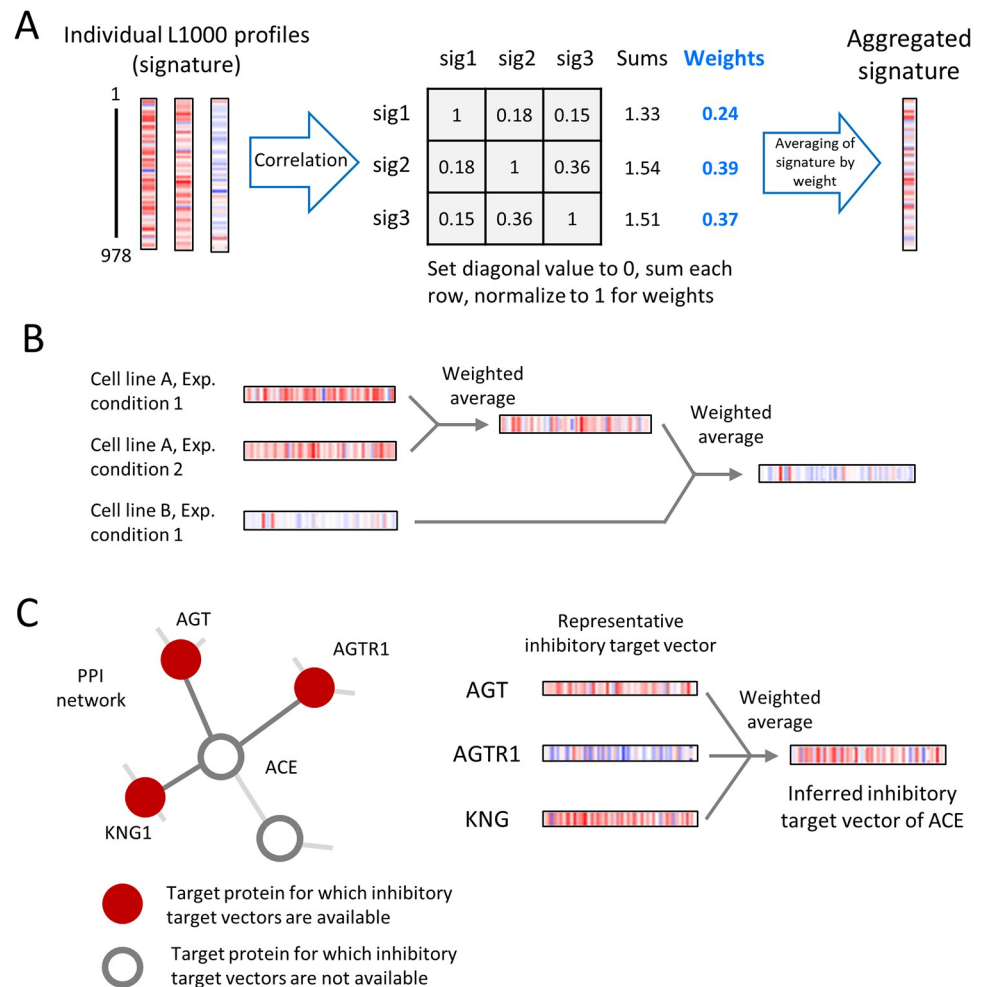 A
Individual L1000 profiles
(signature)
1
978
Correlation
sig1 sig2 sig3 Sums Weights
sig1 1 0.18 0.15 1.33 0.24
sig2 0.18 1 0.36 1.54 0.39
sig3 0.15 0.36 1 1.51 0.37
Set diagonal value to 0, sum each
row, normalize to 1 for weights
Averaging of
signature by
weight
Aggregated
signature
B
Cell line A, Exp.
condition 1
Cell line A, Exp.
condition 2
Cell line B, Exp.
condition 1
Weighted
average
Weighted
average
C
PPI
network
AGT
AGTR1
ACE
KNG1
Target protein for which inhibitory
target vectors are available
Target protein for which inhibitory
target vectors are not available
Representative
inhibitory target vector
AGT
AGTR1
KNG
Weighted
average
Inferred inhibitory
target vector of ACE